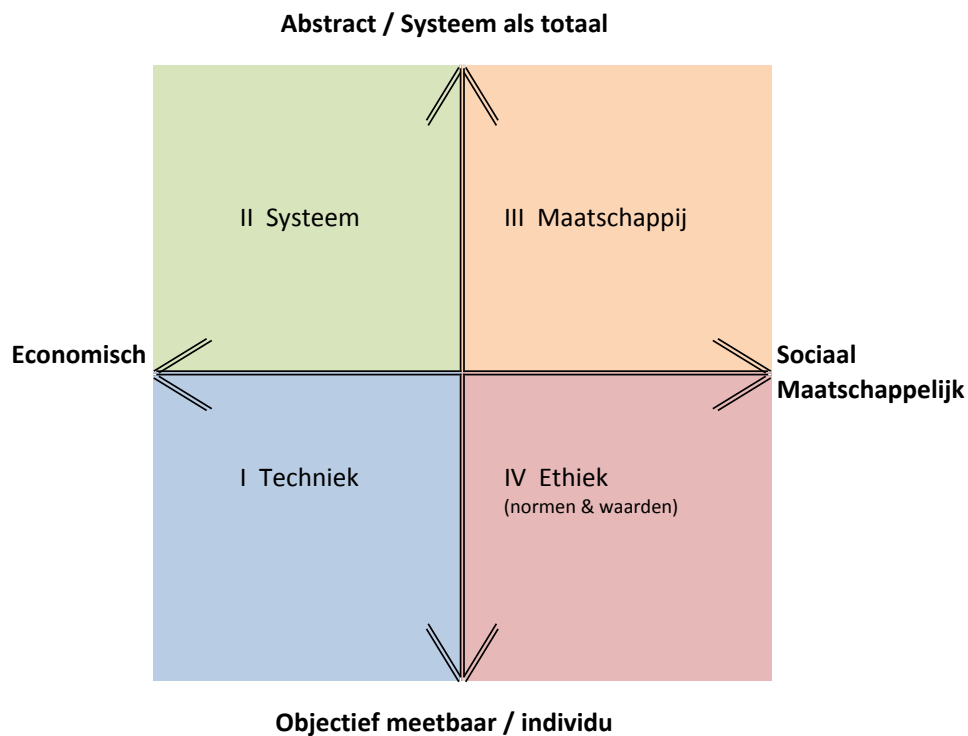 Abstract / Systeem als totaal
II Systeem
III Maatschappij
Economisch
Sociaal
Maatschappelijk
I Techniek
IV Ethiek
(normen & waarden)
Objectief meetbaar / individu